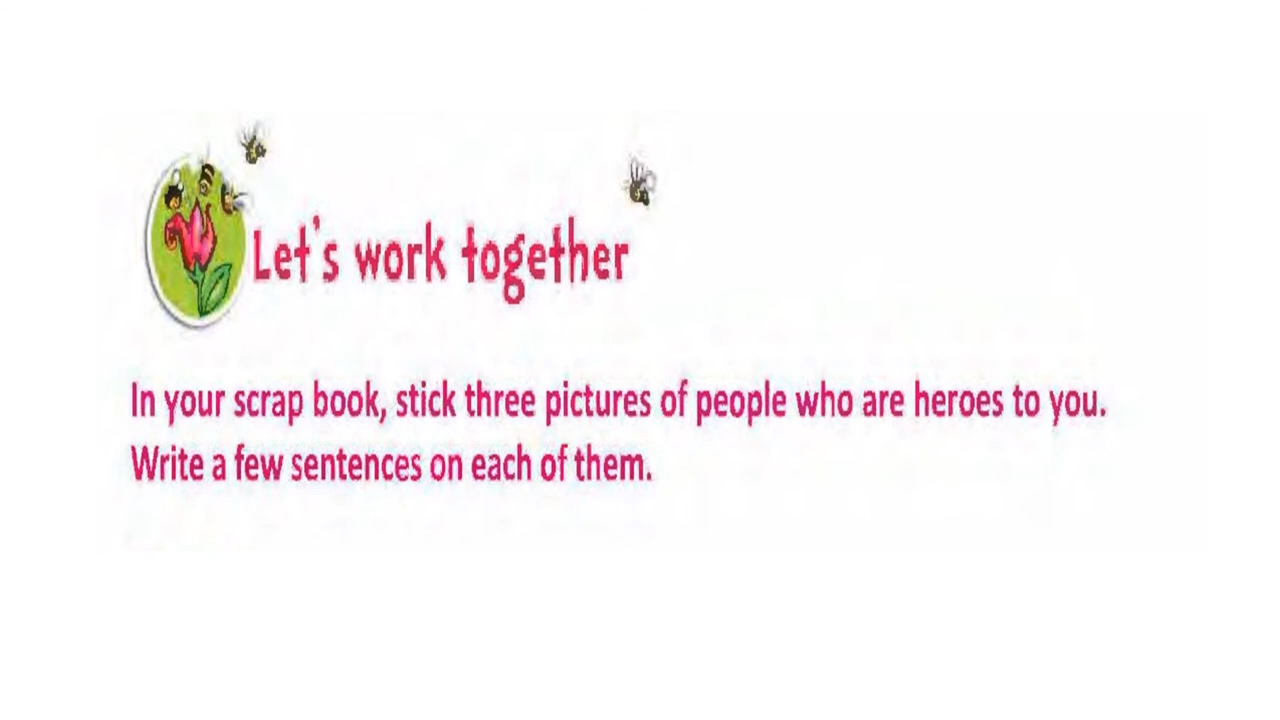 Let's work together
In your scrap book, stick three pictures of people who are heroes to you.
Write a few sentences on each of them.